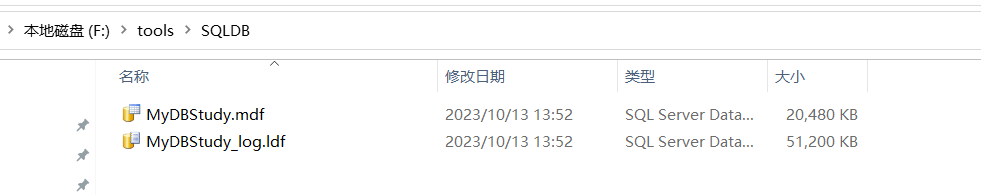 本地磁盘 (F:) tools SQLDB
名称 修改日期 类型 大小
MyDBStudy.mdf 2023/10/13 13:52 SQL Server Data... 20,480 KB
MyDBStudy_log.ldf 2023/10/13 13:52 SQL Server Data... 51,200 KB